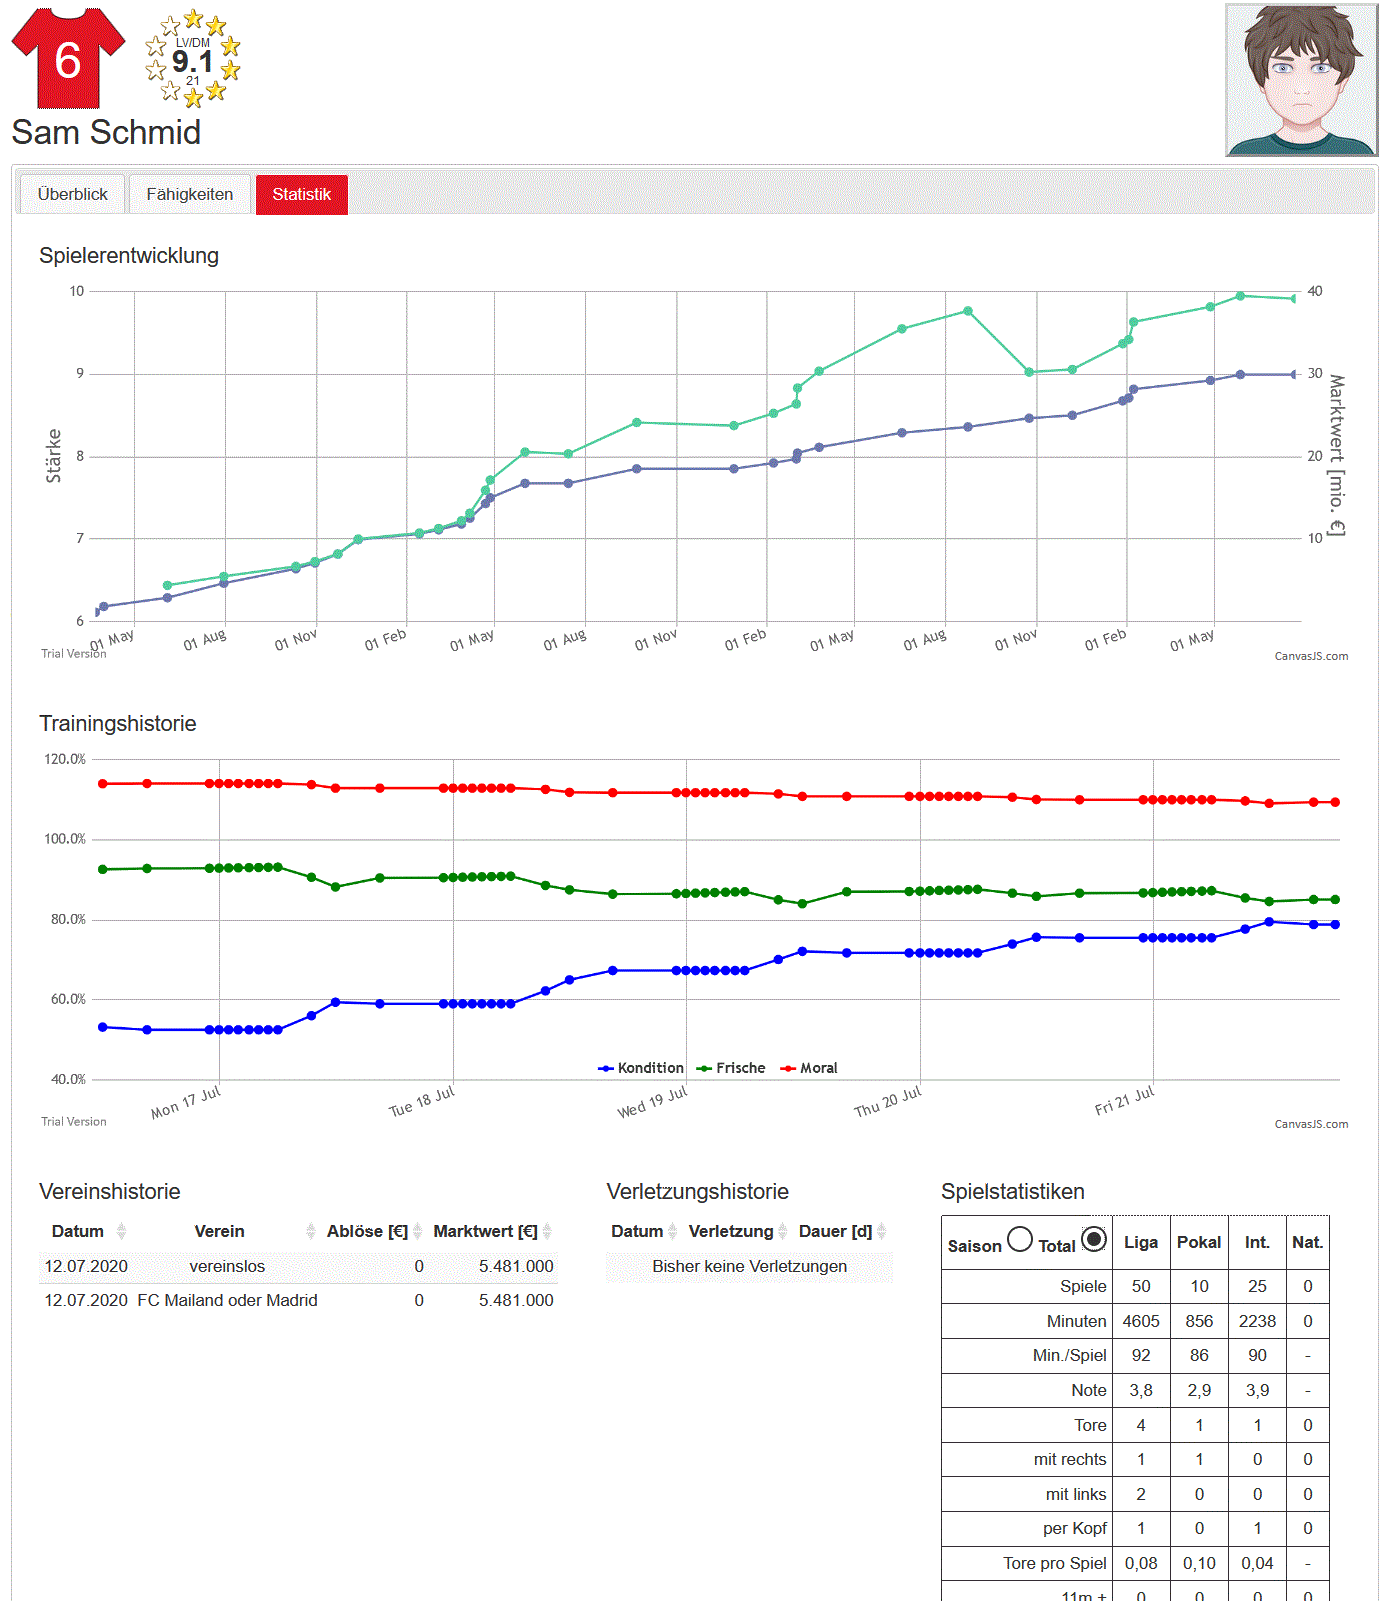 6
LV/DM
9.1
21
Sam Schmid
Überblick Fähigkeiten Statistik
Spielerentwicklung
10 40
9 30
8 20
7 10
6
Stärke
Marktwert [mio. €]
01 May 01 Aug 01 Nov 01 Feb 01 May 01 Aug 01 Nov 01 Feb 01 May 01 Aug 01 Nov 01 Feb 01 May
Trial Version CanvasJS.com
Trainingshistorie
120.0%
100.0%
80.0%
60.0%
Kondition Frische Moral
40.0%
Mon 17 Jul Tue 18 Jul Wed 19 Jul Thu 20 Jul Fri 21 Jul
Trial Version CanvasJS.com
Vereinshistorie
Datum Verein Ablöse [€] Marktwert [€]
12.07.2020 vereinslos 0 5.481.000
12.07.2020 FC Mailand oder Madrid 0 5.481.000
Verletzungshistorie
Datum Verletzung Dauer [d]
Bisher keine Verletzungen
Spielstatistiken
Saison Total Liga Pokal Int. Nat.
Spiele 50 10 25 0
Minuten 4605 856 2238 0
Min./Spiel 92 86 90 -
Note 3,8 2,9 3,9 -
Tore 4 1 1 0
mit rechts 1 1 0 0
mit links 2 0 0 0
per Kopf 1 0 1 0
Tore pro Spiel 0,08 0,10 0,04 -
11m + 0 0 0 0